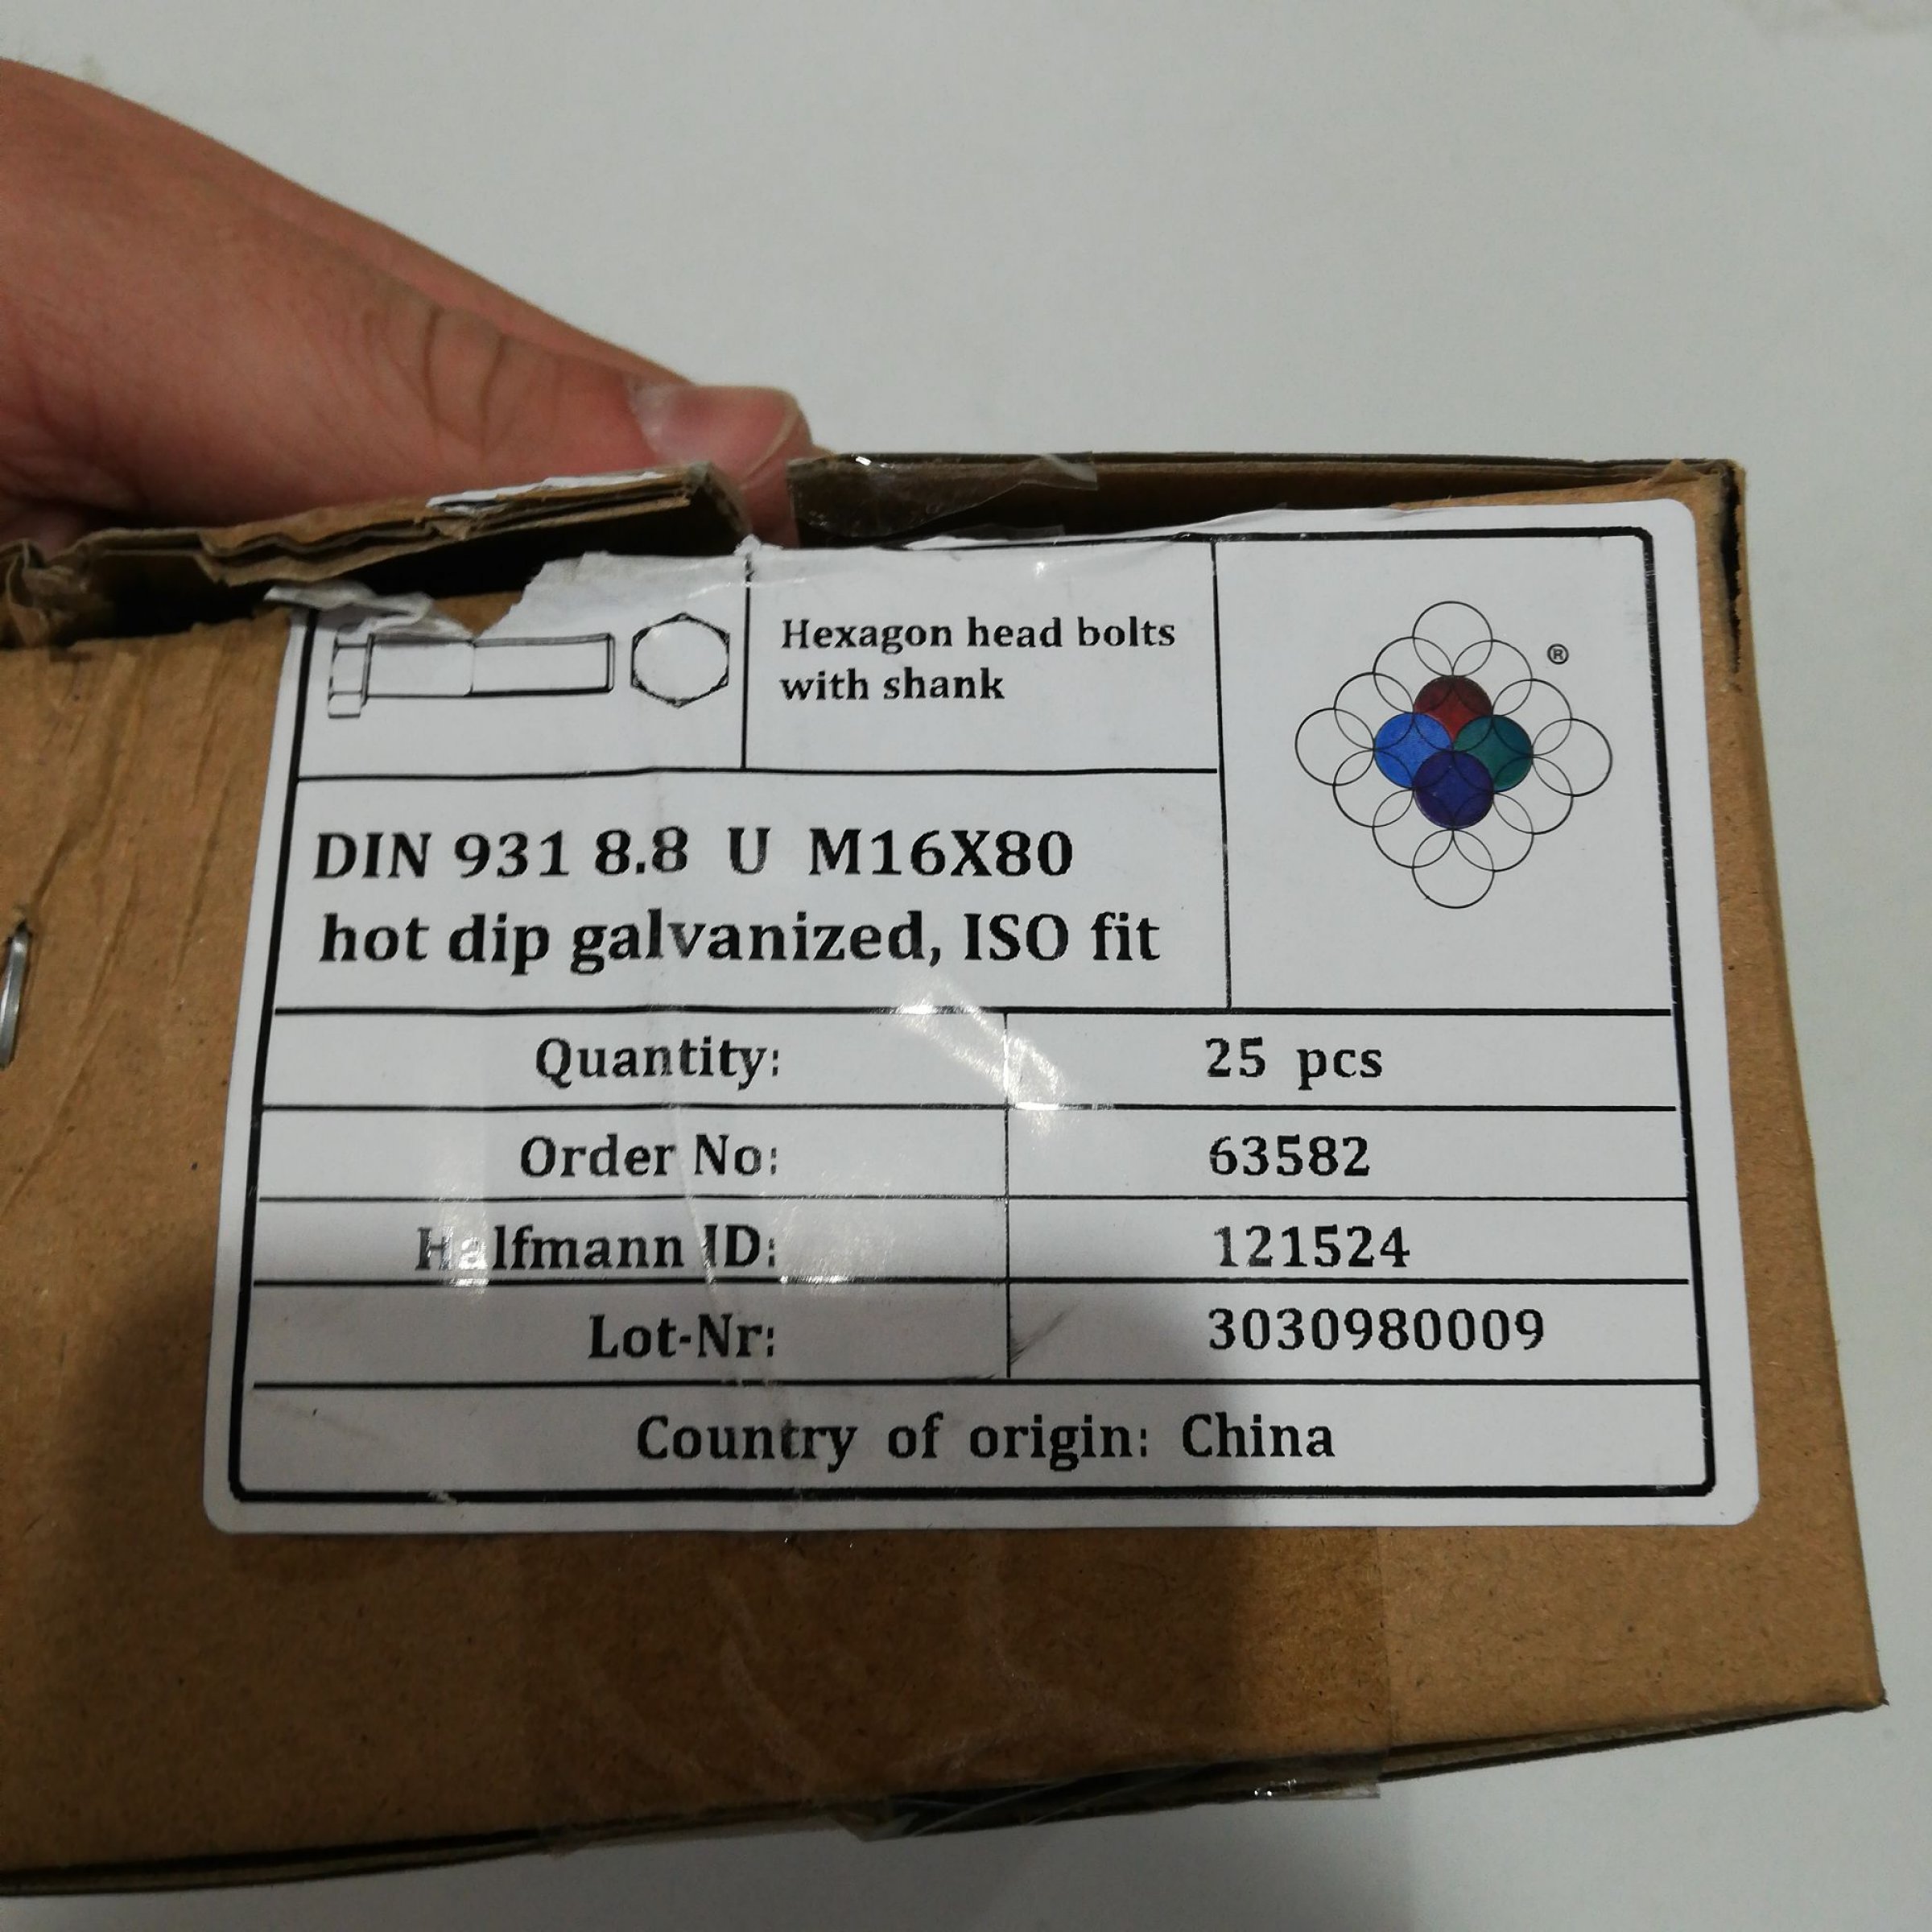 Hexagon head bolts
with shank
®
DIN 931 8.8 U M16X80
hot dip galvanized, ISO fit
Quantity: 25 pcs
Order No: 63582
Halfmann ID: 121524
Lot-Nr: 3030980009
Country of origin: China